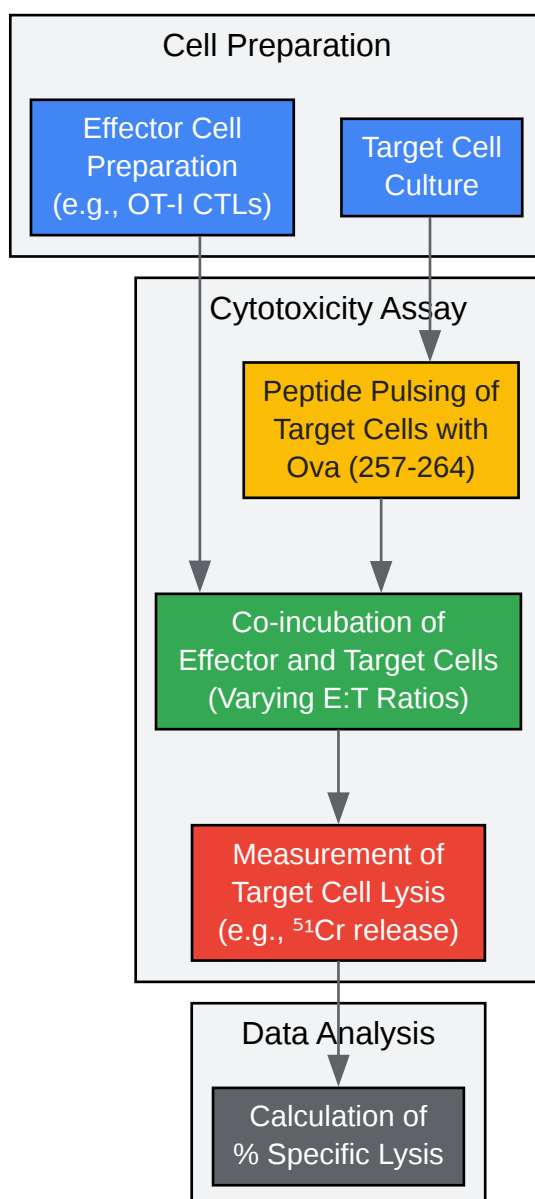 Cell Preparation
Effector Cell
Preparation
(e.g., OT-I CTLs)
Target Cell
Culture
Cytotoxicity Assay
Peptide Pulsing of
Target Cells with
Ova (257-264)
Co-incubation of
Effector and Target Cells
(Varying E:T Ratios)
Measurement of
Target Cell Lysis
(e.g., ⁵¹Cr release)
Data Analysis
Calculation of
% Specific Lysis